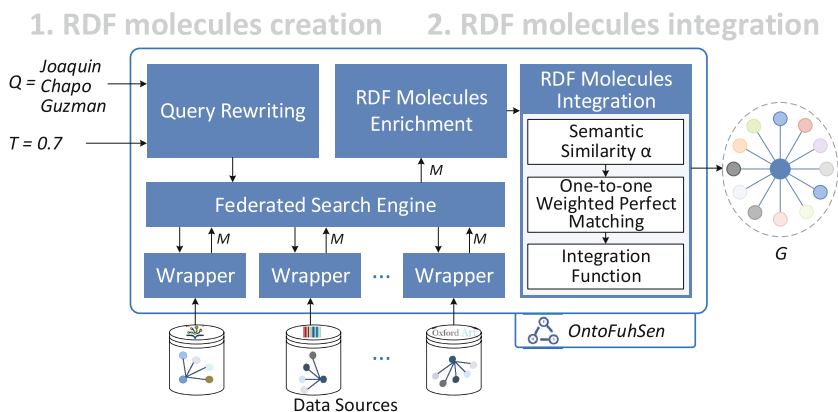 1. RDF molecules creation
2. RDF molecules integration
Q = Joaquin
Chapo
Guzman
T = 0.7
Query Rewriting
RDF Molecules
Enrichment
RDF Molecules
Integration
Semantic
Similarity α
One-to-one
Weighted Perfect
Matching
Integration
Function
M
Federated Search Engine
M
M
M
Wrapper
Wrapper
...
Wrapper
G
OntoFuhSen
Oxford Art
...
Data Sources